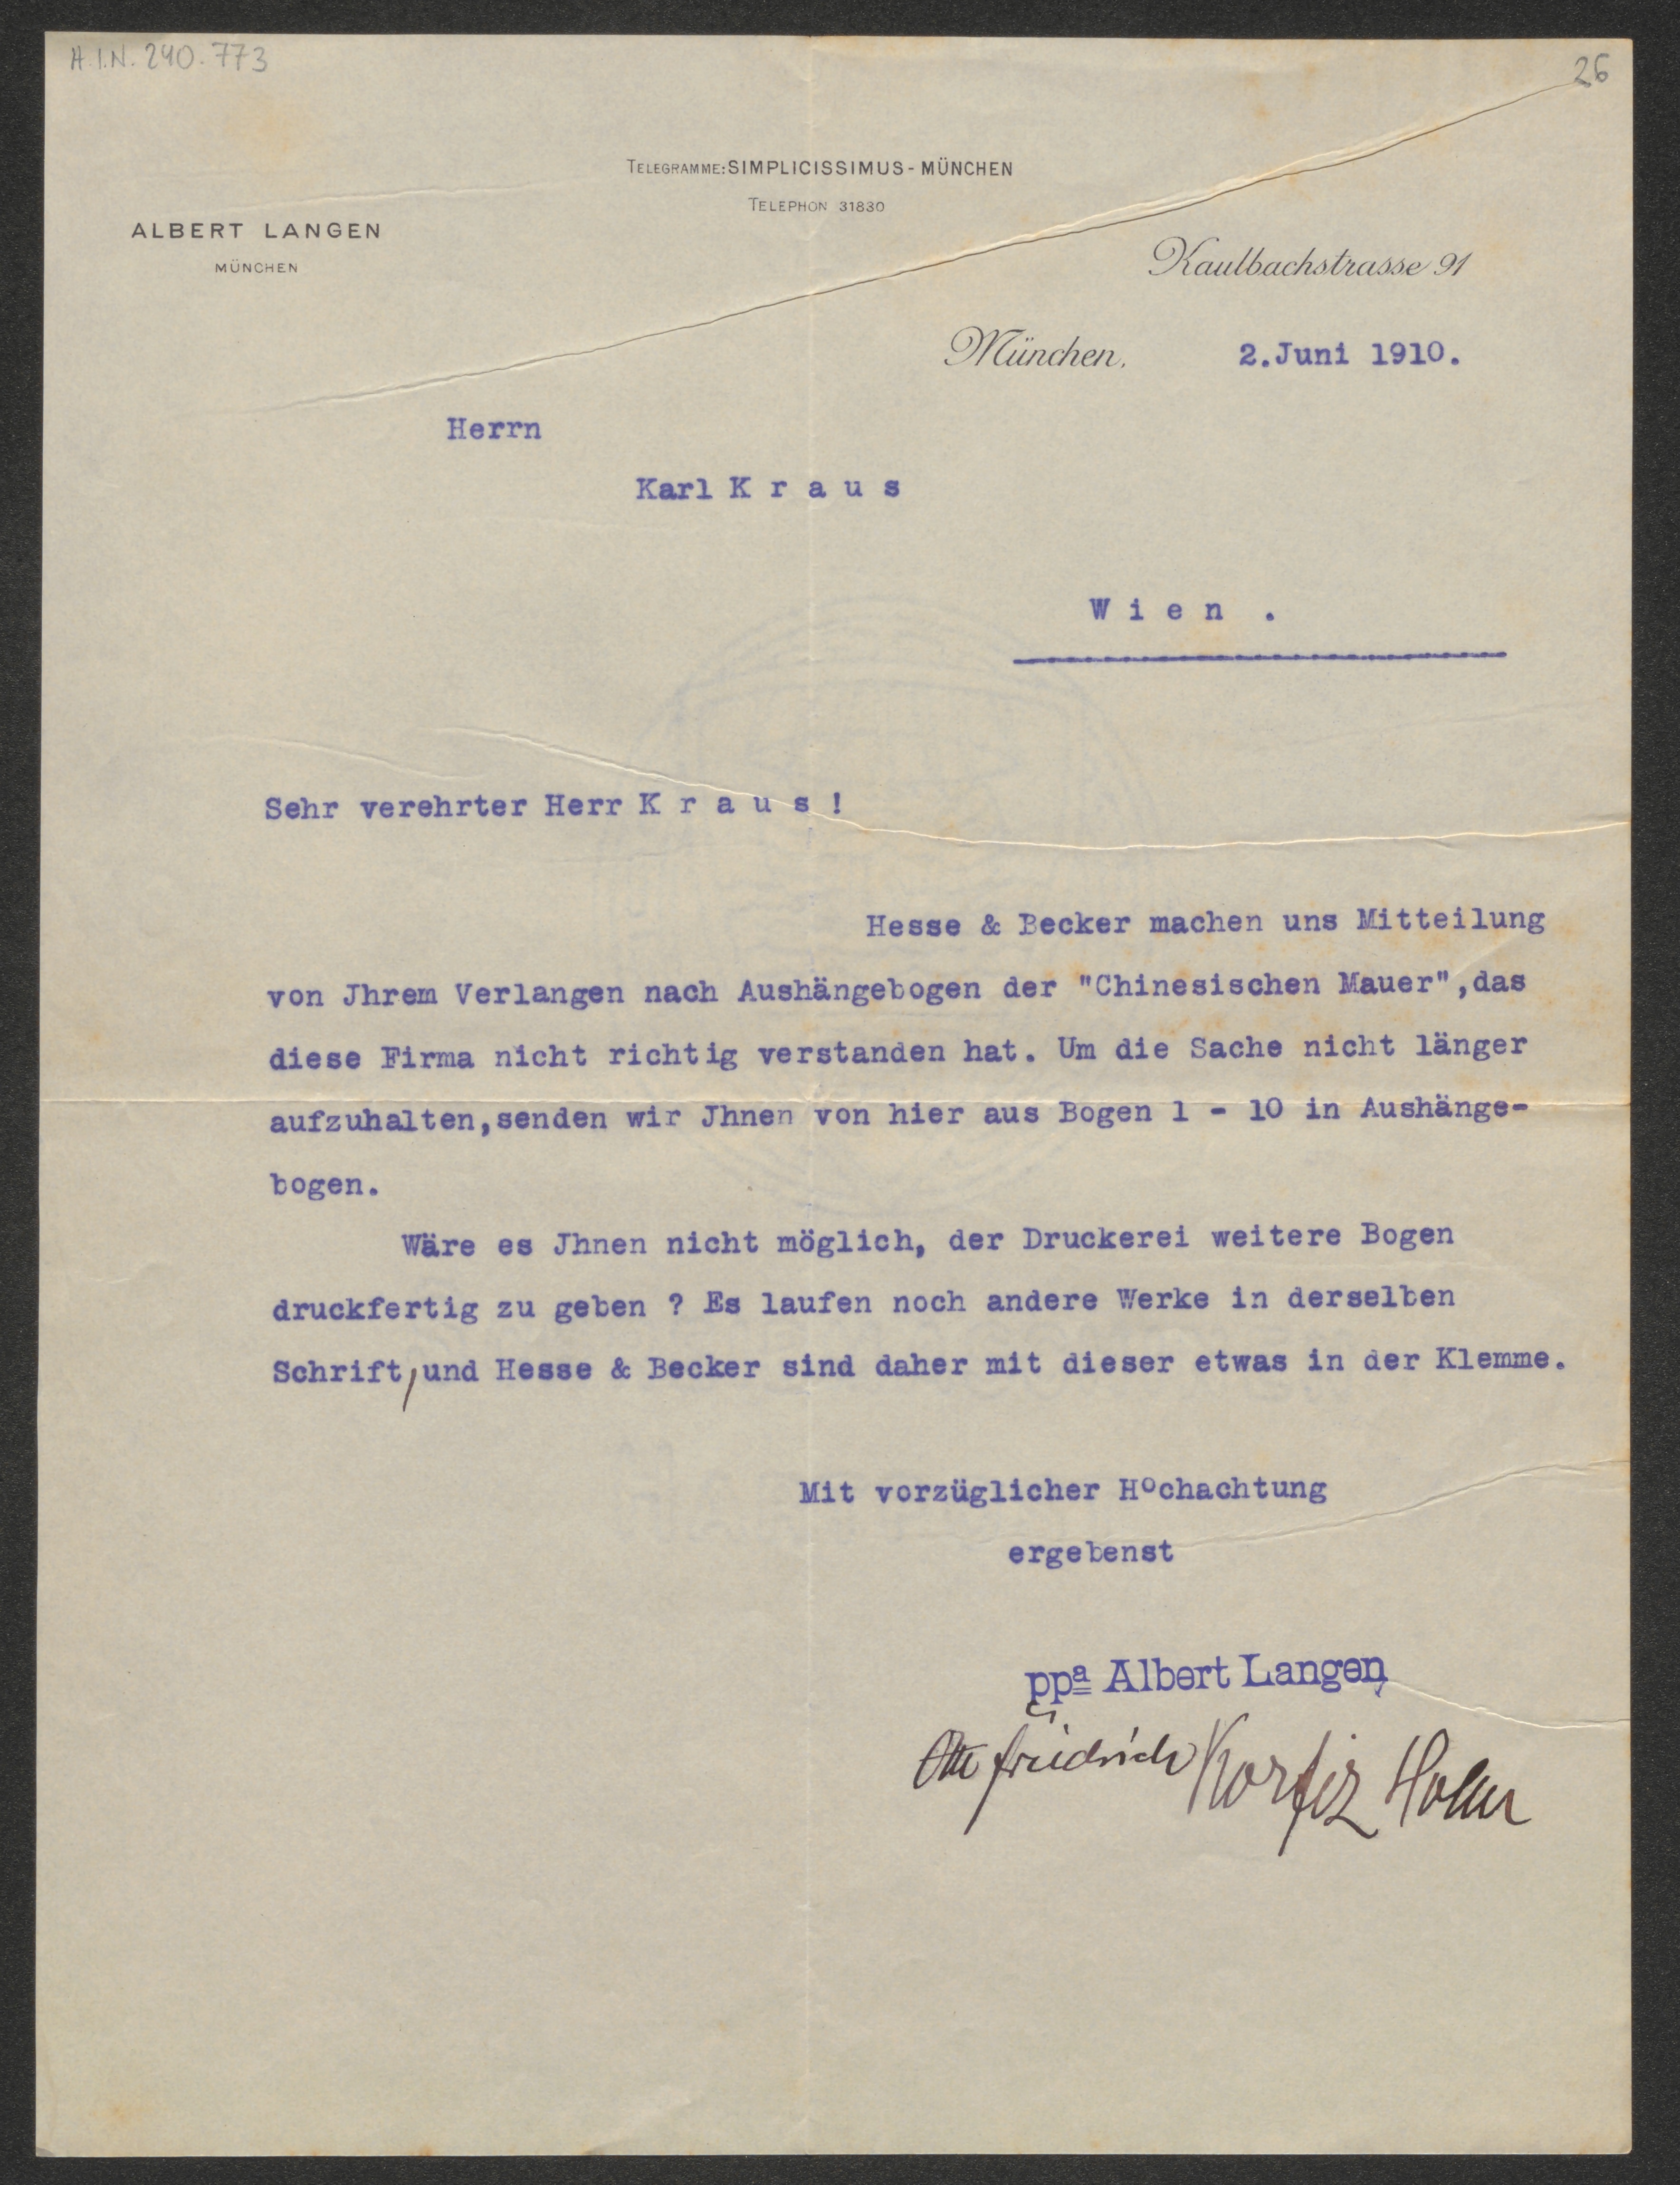 H.I.N. 240.773
26
TELEGRAMME: SIMPLICISSIMUS - MÜNCHEN
TELEPHON 31830
ALBERT LANGEN
MÜNCHEN
Kaulbachstrasse 91
München, 2.Juni 1910.
Herrn
Karl K r a u s
W i e n .
Sehr verehrter Herr K r a u s !
Hesse & Becker machen uns Mitteilung
von Jhrem Verlangen nach Aushängebogen der "Chinesischen Mauer",das
diese Firma nicht richtig verstanden hat. Um die Sache nicht länger
aufzuhalten,senden wir Jhnen von hier aus Bogen 1 - 10 in Aushänge-
bogen.
Wäre es Jhnen nicht möglich, der Druckerei weitere Bogen
druckfertig zu geben ? Es laufen noch andere Werke in derselben
Schrift,und Hesse & Becker sind daher mit dieser etwas in der Klemme.
Mit vorzüglicher Hochachtung
ergebenst
ppa Albert Langen
Otto Friedrich Korfiz Holm